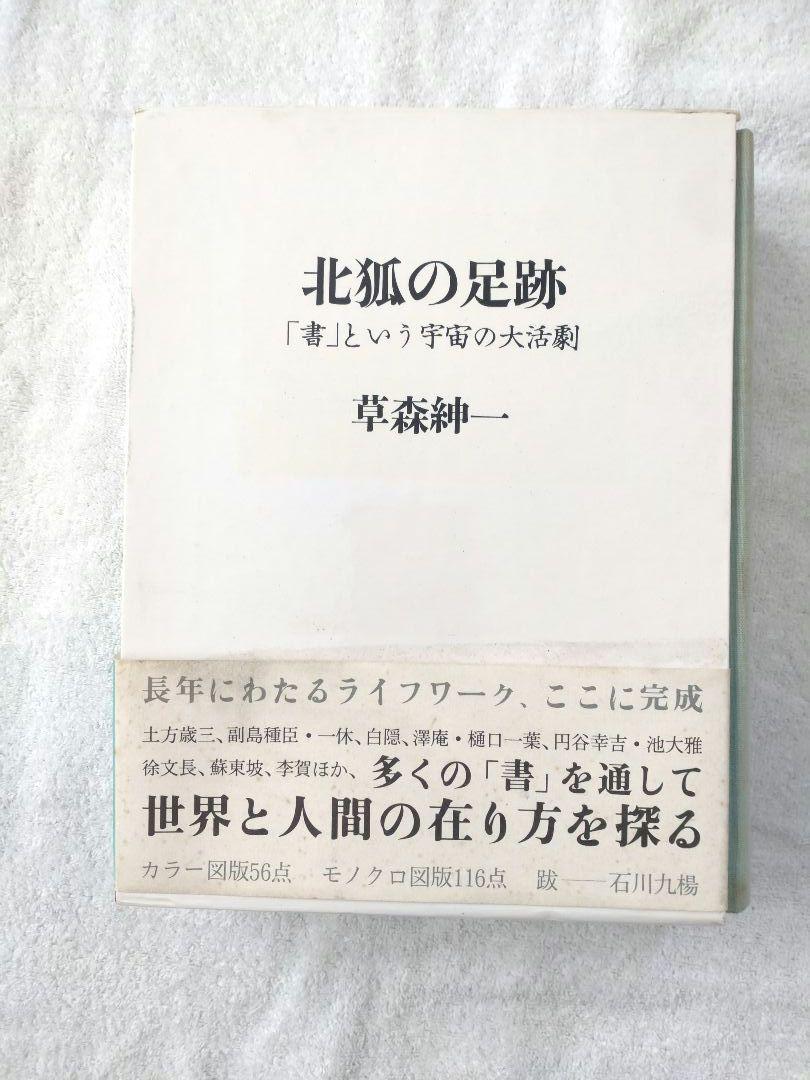 北狐の足跡
「書」という宇宙の大活劇
草森紳一
長年にわたるライフワーク、ここに完成
土方歳三、副島種臣・一休、白隠、澤庵・樋口一葉、円谷幸吉・池大雅
徐文長、蘇東坡、李賀ほか、多くの「書」を通して
世界と人間の在り方を探る
カラー図版56点 モノクロ図版116点 跋――石川九楊